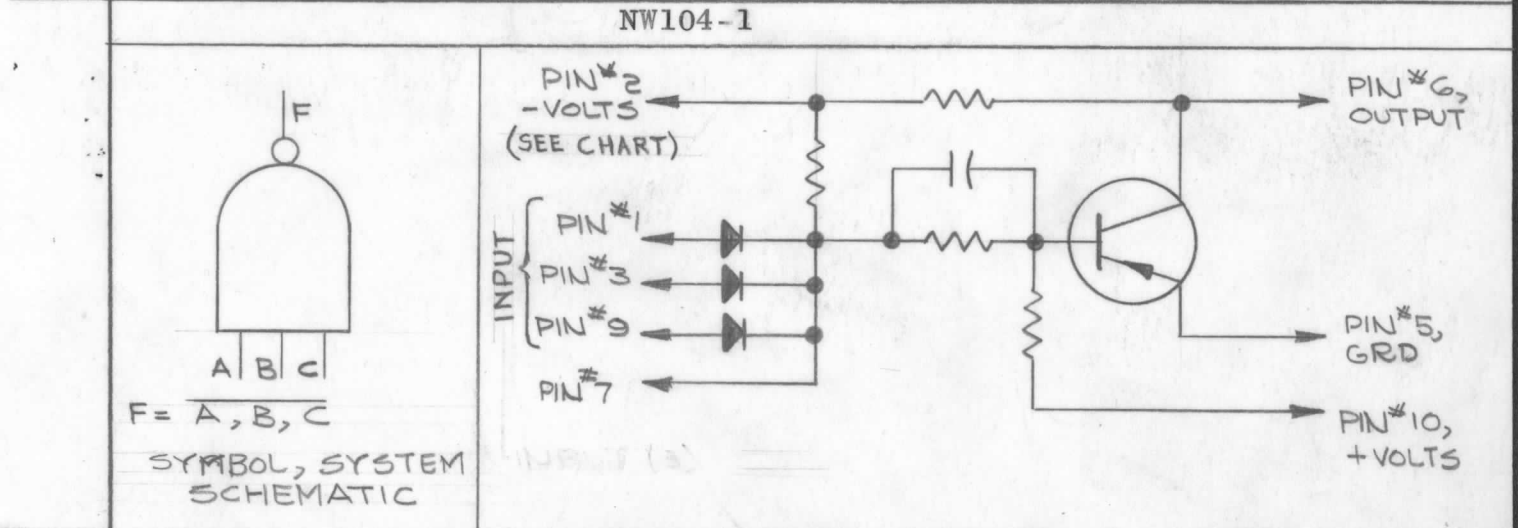 NW104-1
F
A B C
F = A, B, C
SYMBOL, SYSTEM
SCHEMATIC
PIN #2
-VOLTS
(SEE CHART)
INPUT
PIN #1
PIN #3
PIN #9
PIN #7
PIN #6,
OUTPUT
PIN #5,
GRD
PIN #10,
+VOLTS